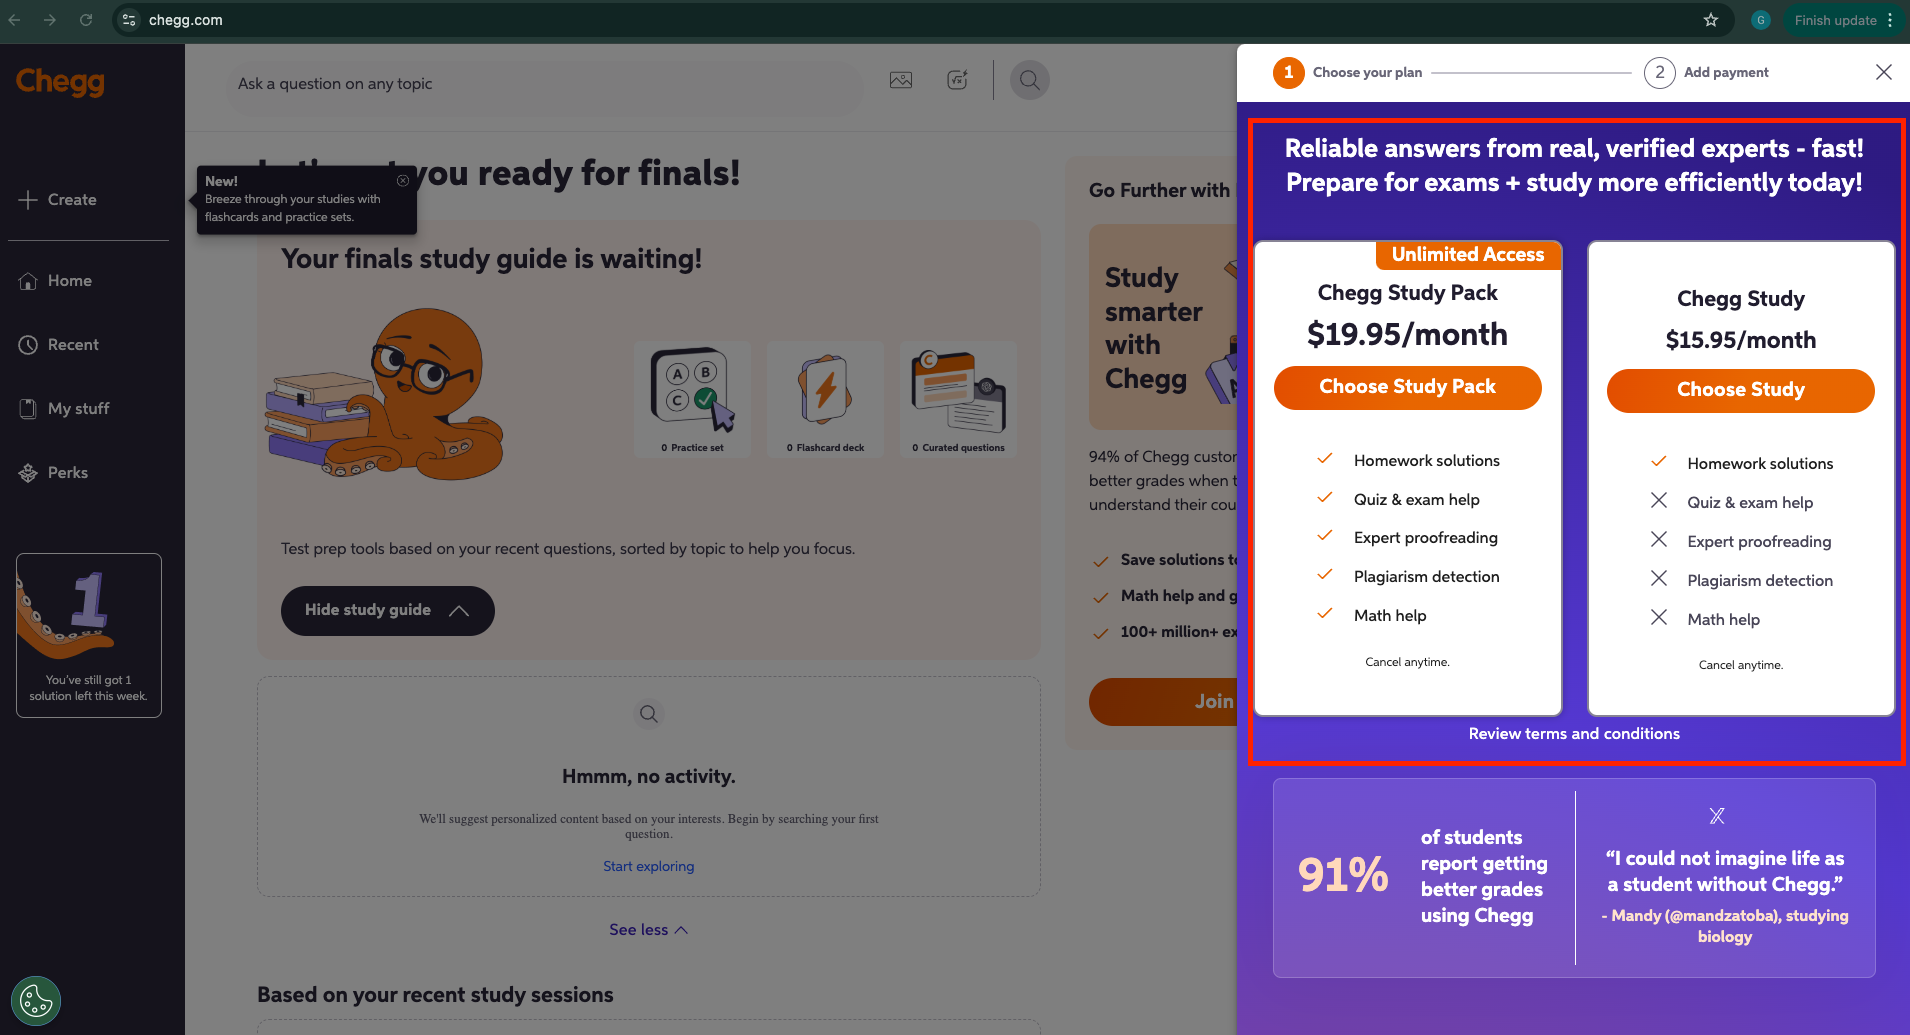 chegg.com
G
Finish update
Chegg
Create
Home
Recent
My stuff
Perks
1
You've still got 1
solution left this week.
Ask a question on any topic
New!
Breeze through your studies with
flashcards and practice sets.
you ready for finals!
Your finals study guide is waiting!
A B
C
0 Practice set
0 Flashcard deck
C
0 Curated questions
Test prep tools based on your recent questions, sorted by topic to help you focus.
Hide study guide
Hmmm, no activity.
We'll suggest personalized content based on your interests. Begin by searching your first
question.
Start exploring
See less
Based on your recent study sessions
Go Further with
Study
smarter
with
Chegg
94% of Chegg
better grades when
understand their
Save solutions
Math help and
100+ million+
Join
1 Choose your plan
2 Add payment
Reliable answers from real, verified experts - fast!
Prepare for exams + study more efficiently today!
Unlimited Access
Chegg Study Pack
$19.95/month
Choose Study Pack
Homework solutions
Quiz & exam help
Expert proofreading
Plagiarism detection
Math help
Cancel anytime.
Chegg Study
$15.95/month
Choose Study
Homework solutions
Quiz & exam help
Expert proofreading
Plagiarism detection
Math help
Cancel anytime.
Review terms and conditions
91%
of students
report getting
better grades
using Chegg
X
“I could not imagine life as
a student without Chegg.”
- Mandy (@mandzatoba), studying
biology